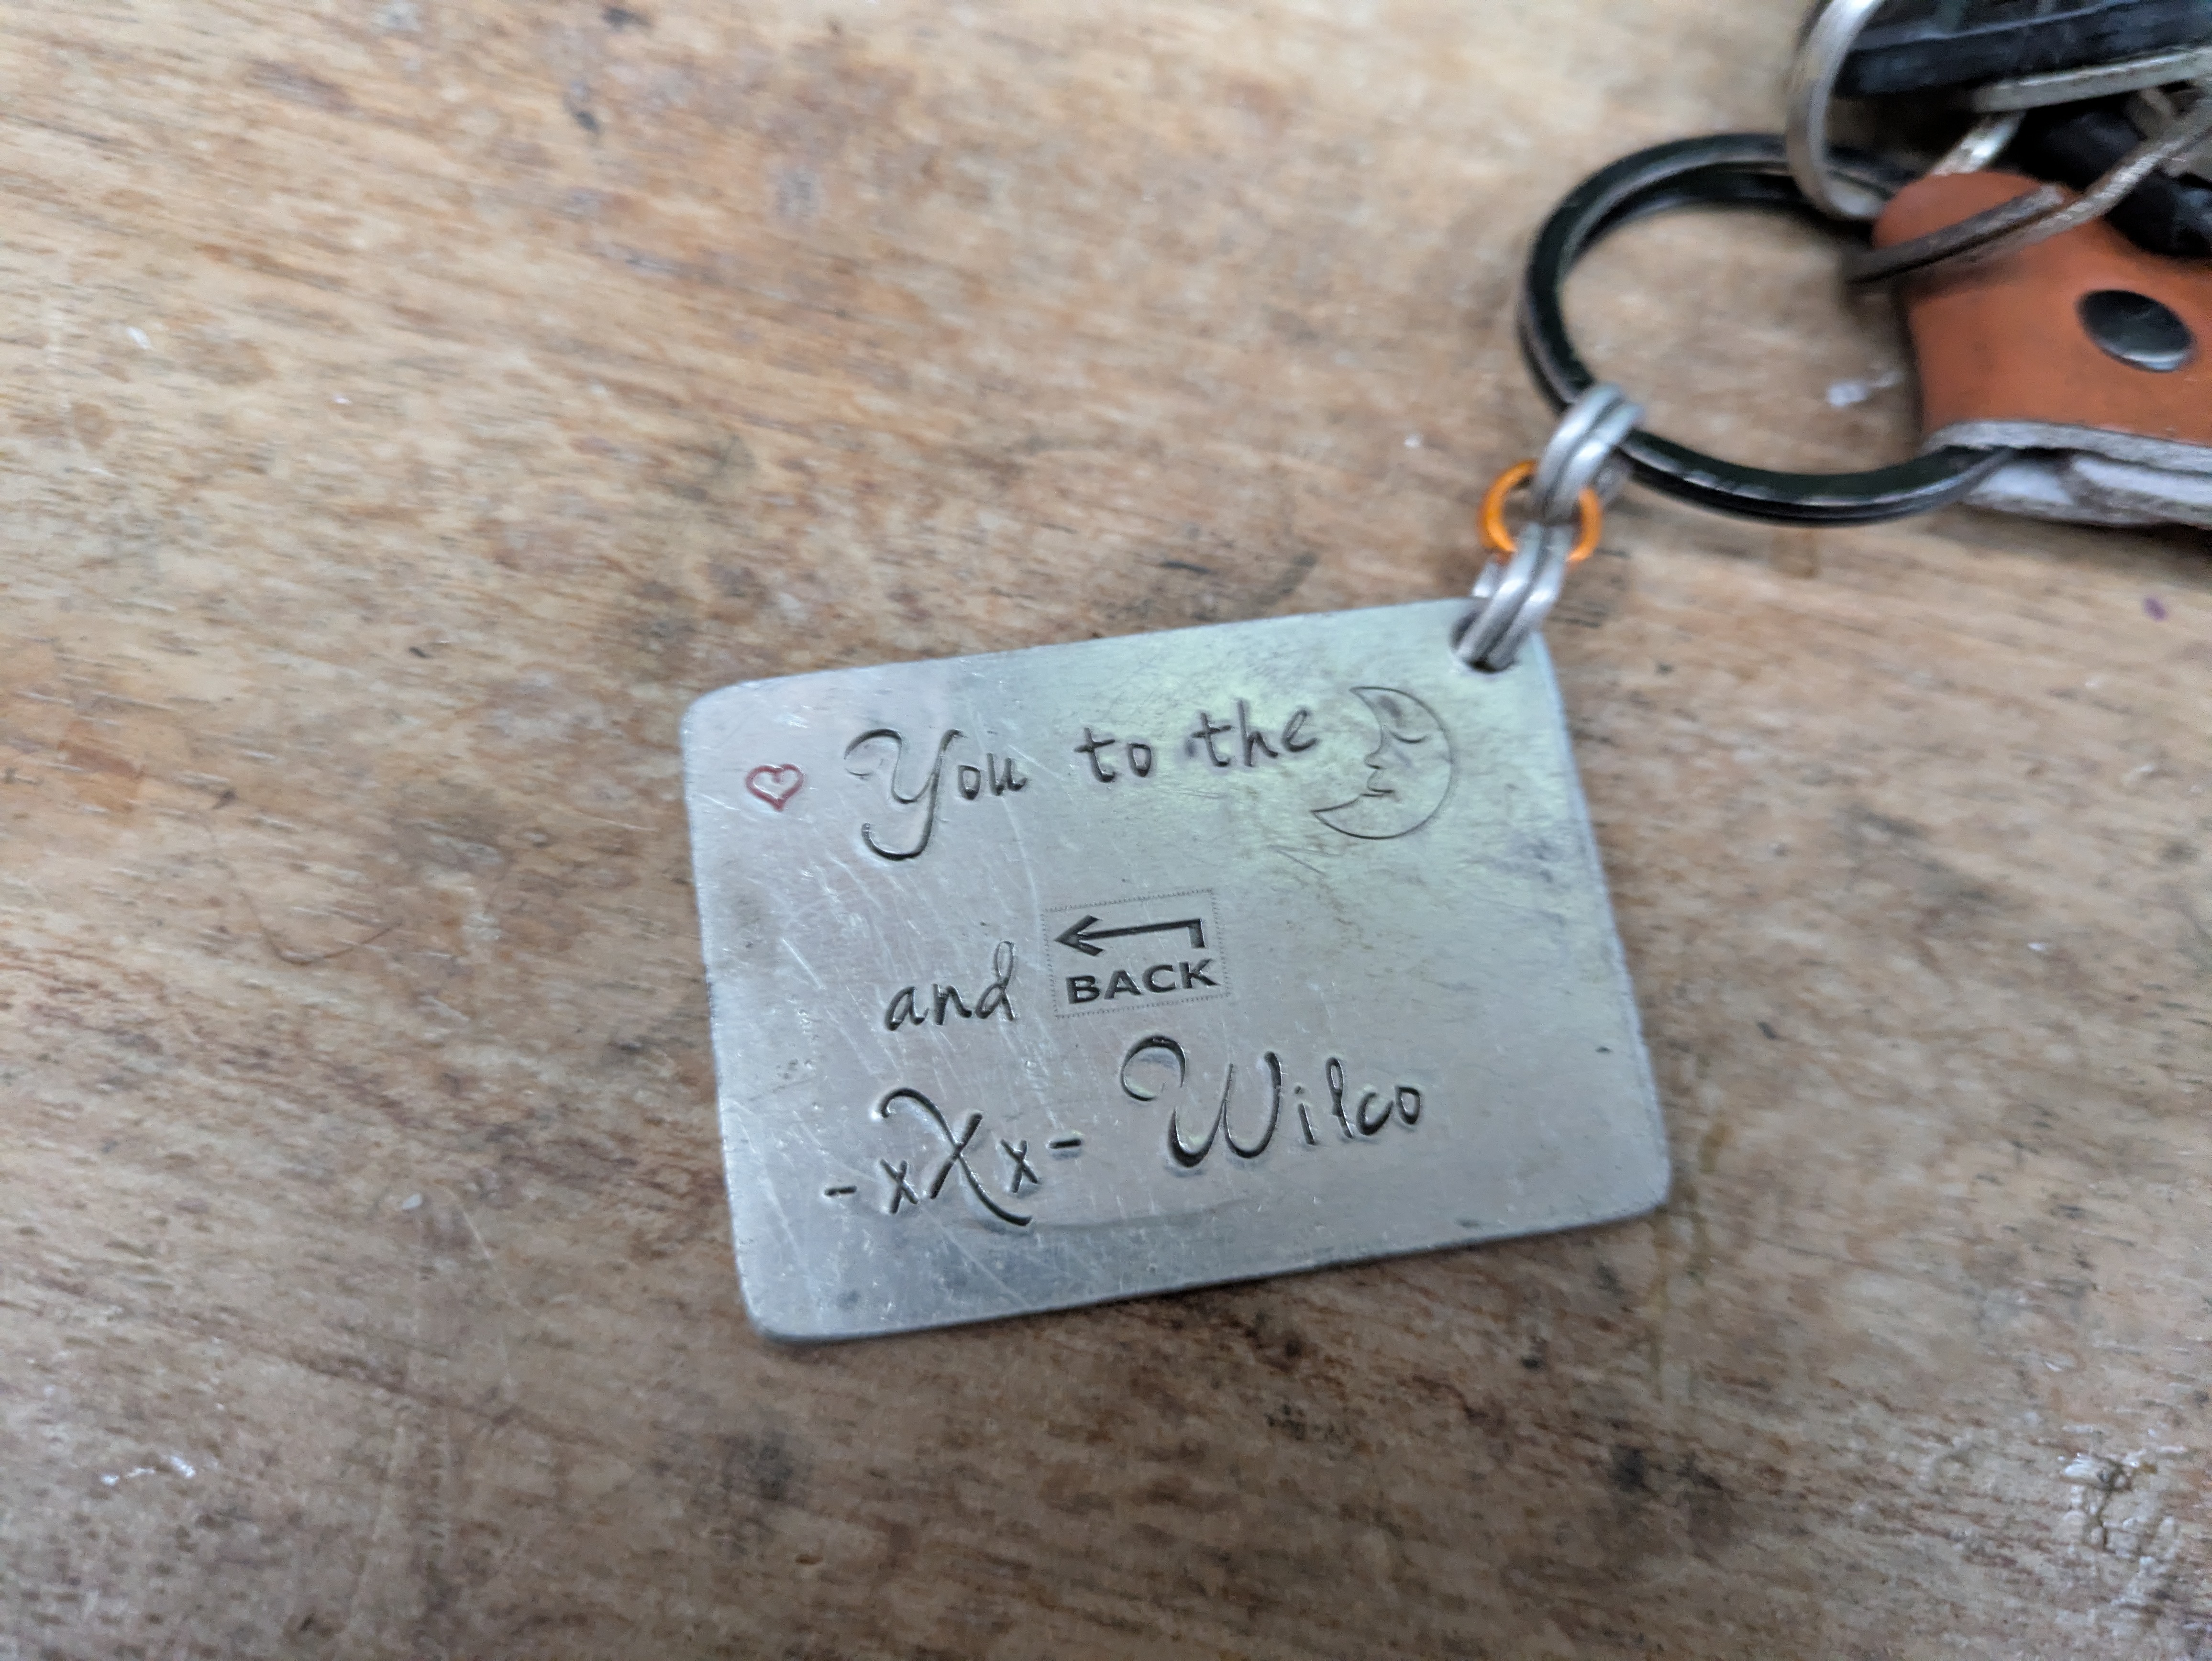 You to the
and BACK
-xXx- Wilco